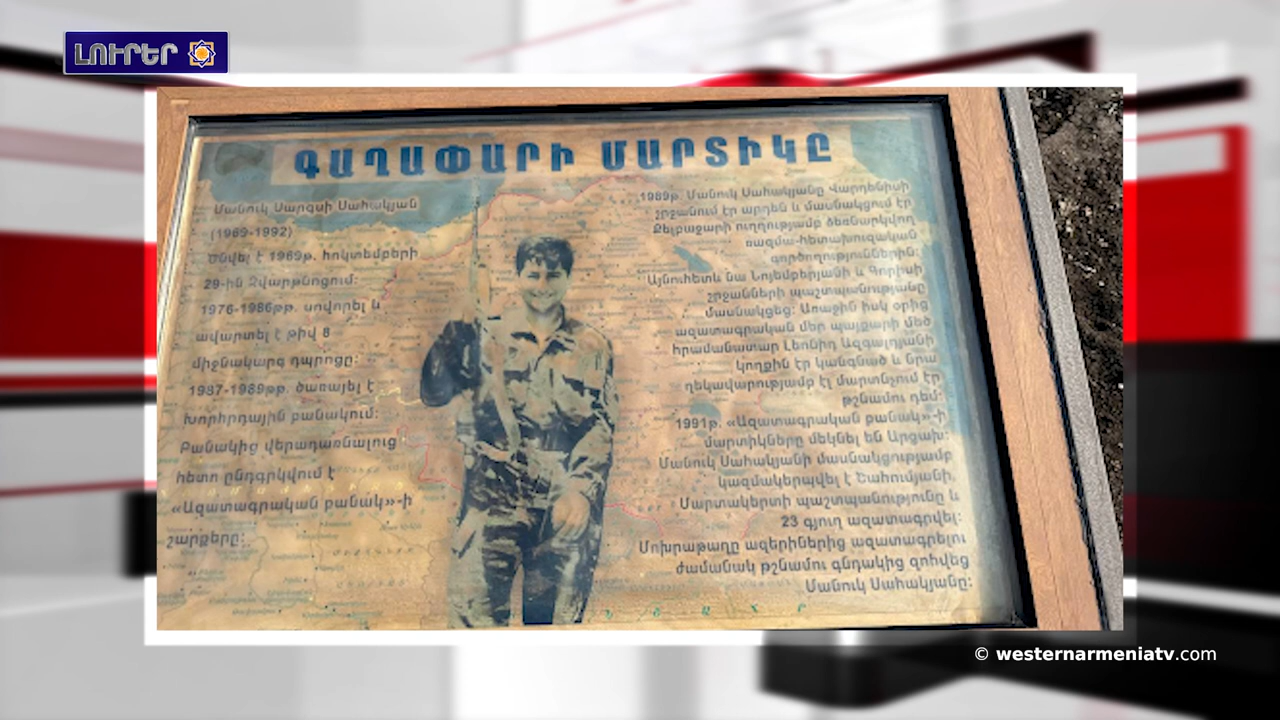 ԼՈՒՐԵՐ
ԳԱՂԱՓԱՐԻ ՄԱՐՏԻԿԸ
Մանուկ Սարգսի Սահակյան
(1969-1992)
Ծնվել է 1969թ. հոկտեմբերի
29-ին Զվարթնոցում:
1976-1986թթ. սովորել և
ավարտել է թիվ 8
միջնակարգ դպրոցը:
1987-1989թթ. ծառայել է
Խորհրդային բանակում:
Բանակից վերադառնալուց
հետո ընդգրկվում է
«Ազատագրական բանակ»-ի
շարքերը:
1989թ. Մանուկ Սահակյանը Վարդենիսի
շրջանում էր արդեն և մասնակցում էր
Քելբաջարի ուղղությամբ ձեռնարկվող
ռազմա-հետախուզական
գործողություններին:
Այնուհետև նա Նոյեմբերյանի և Գորիսի
շրջանների պաշտպանությանը
մասնակցեց: Առաջին իսկ օրից
ազատագրական մեր պայքարի մեծ
հրամանատար Լեոնիդ Ազգալդյանի
կողքին էր կանգնած և նրա
ղեկավարությամբ էլ մարտնչում էր
թշնամու դեմ:
1991թ. «Ազատագրական բանակ»-ի
մարտիկները մեկնել են Արցախ:
Մանուկ Սահակյանի մասնակցությամբ
կազմակերպվել է Շահումյանի,
Մարտակերտի պաշտպանությունը և
23 գյուղ ազատագրվել:
Մոխրաթաղը ազերիներից ազատագրելու
ժամանակ թշնամու գնդակից զոհվեց
Մանուկ Սահակյանը:
© westernarmeniatv.com